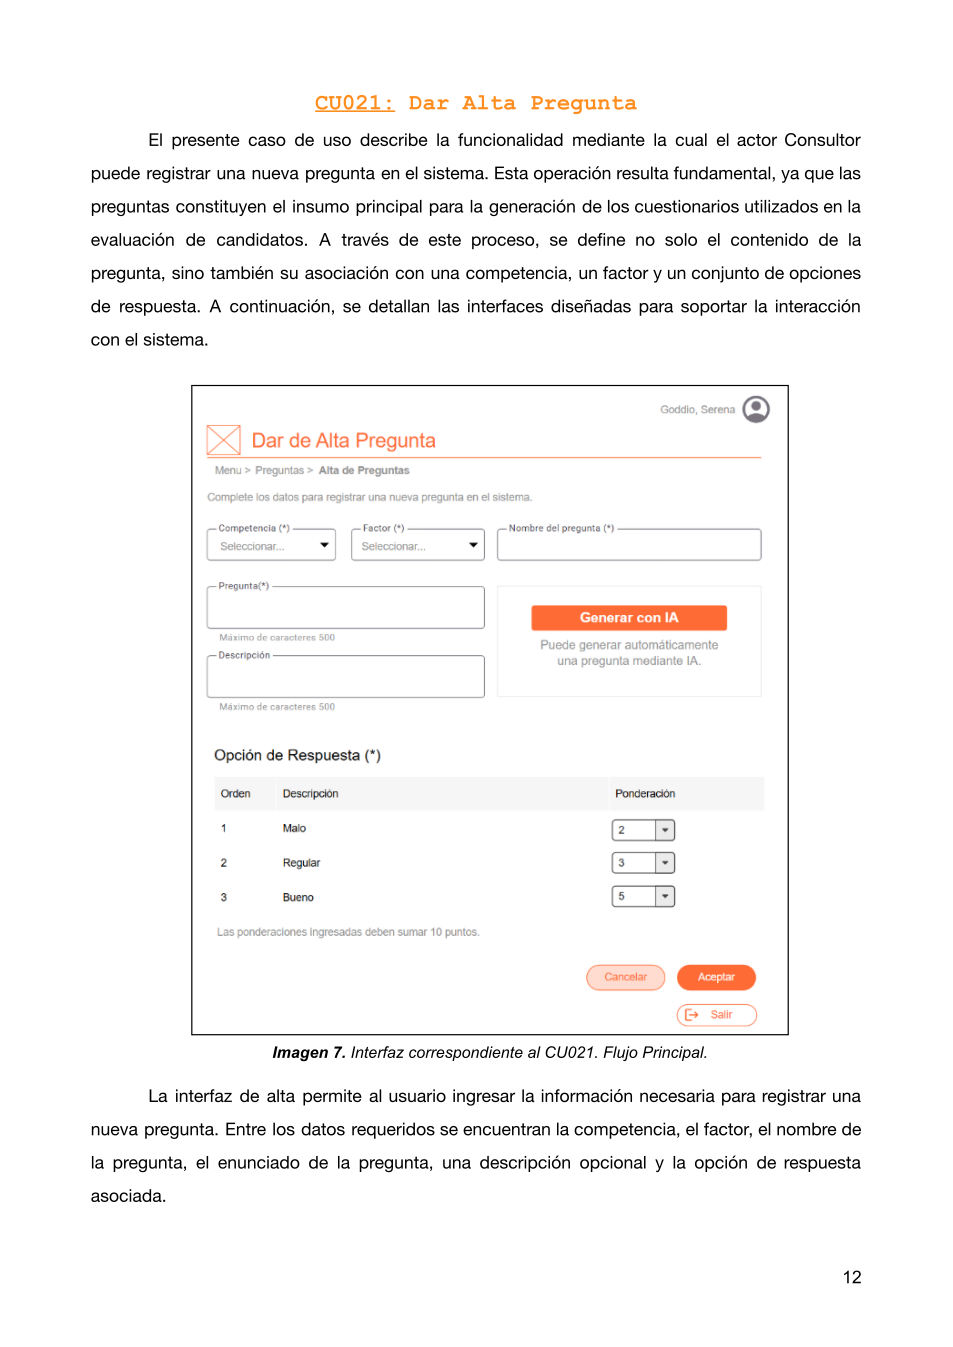 CU021: Dar Alta Pregunta
El presente caso de uso describe la funcionalidad mediante la cual el actor Consultor
puede registrar una nueva pregunta en el sistema. Esta operación resulta fundamental, ya que las
preguntas constituyen el insumo principal para la generación de los cuestionarios utilizados en la
evaluación de candidatos. A través de este proceso, se define no solo el contenido de la
pregunta, sino también su asociación con una competencia, un factor y un conjunto de opciones
de respuesta. A continuación, se detallan las interfaces diseñadas para soportar la interacción
con el sistema.
Goddio, Serena
Dar de Alta Pregunta
Menu > Preguntas > Alta de Preguntas
Complete los datos para registrar una nueva pregunta en el sistema.
Competencia (*) Factor (*) Nombre del pregunta (*)
Seleccionar... Seleccionar...
Pregunta(*)
Generar con IA
Máximo de caracteres 500
Puede generar automáticamente
una pregunta mediante IA.
Descripción
Máximo de caracteres 500
Opción de Respuesta (*)
Orden Descripción Ponderación
1 Malo 2
2 Regular 3
3 Bueno 5
Las ponderaciones ingresadas deben sumar 10 puntos.
Cancelar Aceptar
Salir
Imagen 7. Interfaz correspondiente al CU021. Flujo Principal.
La interfaz de alta permite al usuario ingresar la información necesaria para registrar una
nueva pregunta. Entre los datos requeridos se encuentran la competencia, el factor, el nombre de
la pregunta, el enunciado de la pregunta, una descripción opcional y la opción de respuesta
asociada.
12